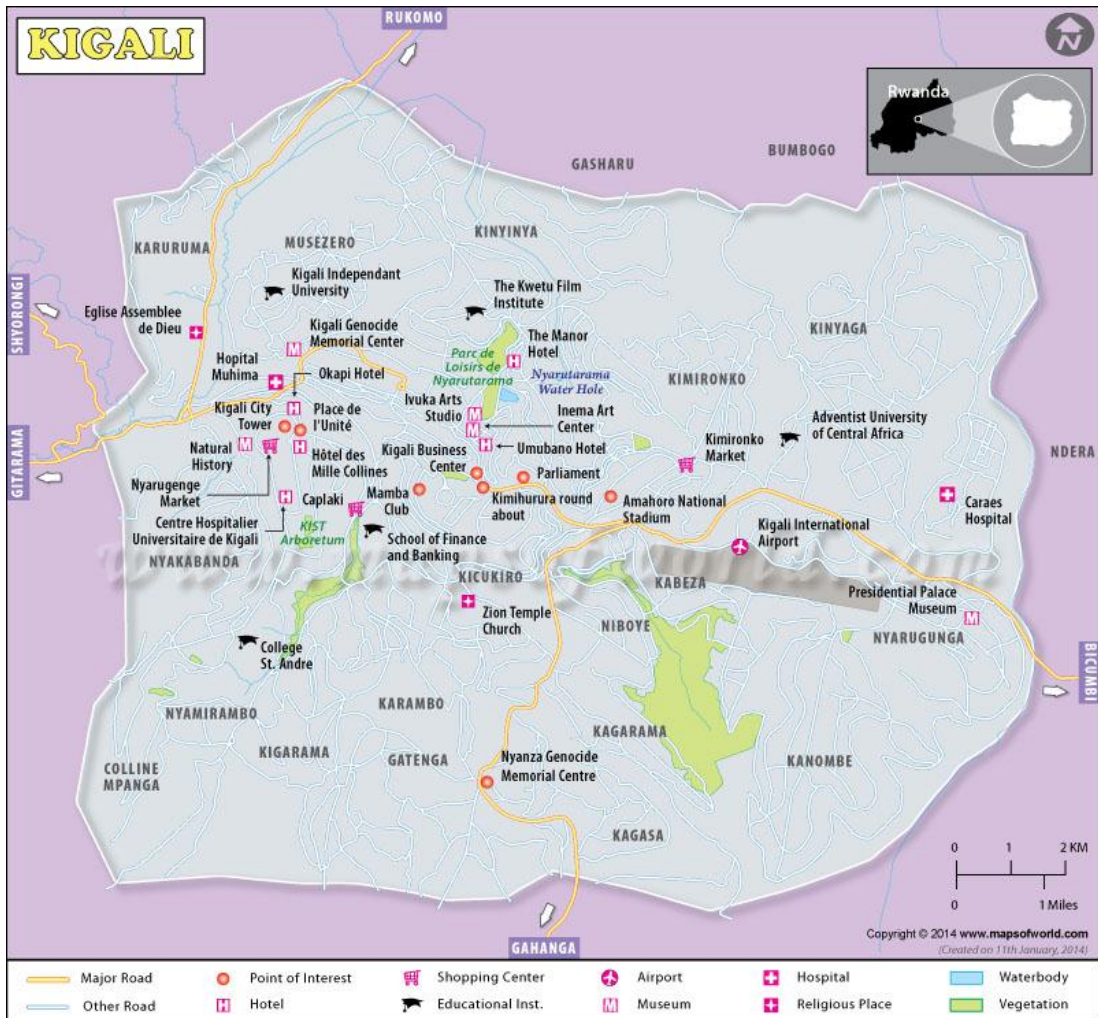 KIGALI
RUKOMO
N
Rwanda
BUMBOGO
GASHARU
KINYINYA
MUSEZERO
KARURUMA
SHYORONGI
Kigali Independant
University
The Kwetu Film
Institute
Eglise Assemblee
de Dieu
Kigali Genocide
Memorial Center
The Manor
Hotel
KINYAGA
Parc de
Loisirs de
Nyarutarama
Nyarutarama
Water Hole
KIMIRONKO
Hopital
Muhima
Okapi Hotel
Ivuka Arts
Studio
Inema Art
Center
Kigali City
Tower
Place de
l'Unité
Adventist University
of Central Africa
GITARAMA
Natural
History
Hôtel des
Mille Collines
Kigali Business
Center
Umubano Hotel
Kimironko
Market
NDERA
Nyarugenge
Market
Caplaki
Mamba
Club
Parliament
Kimihurura round
about
Amahoro National
Stadium
Caraes
Hospital
Centre Hospitalier
Universitaire de Kigali
KIST
Arboretum
School of Finance
and Banking
Kigali International
Airport
www.mapsofworld.com
NYAKABANDA
KICUKIRO
KABEZA
Presidential Palace
Museum
Zion Temple
Church
NIBOYE
NYARUGUNGA
College
St. Andre
BICUMBI
NYAMIRAMBO
KARAMBO
KIGARAMA
GATENGA
KAGARAMA
KANOMBE
COLLINE
MPANGA
Nyanza Genocide
Memorial Centre
KAGASA
0 1 2 KM
0 1 Miles
GAHANGA
Copyright © 2014 www.mapsofworld.com
(Created on 11th January, 2014)
Major Road
Point of Interest
Shopping Center
Airport
Hospital
Waterbody
Other Road
H Hotel
Educational Inst.
M Museum
Religious Place
Vegetation